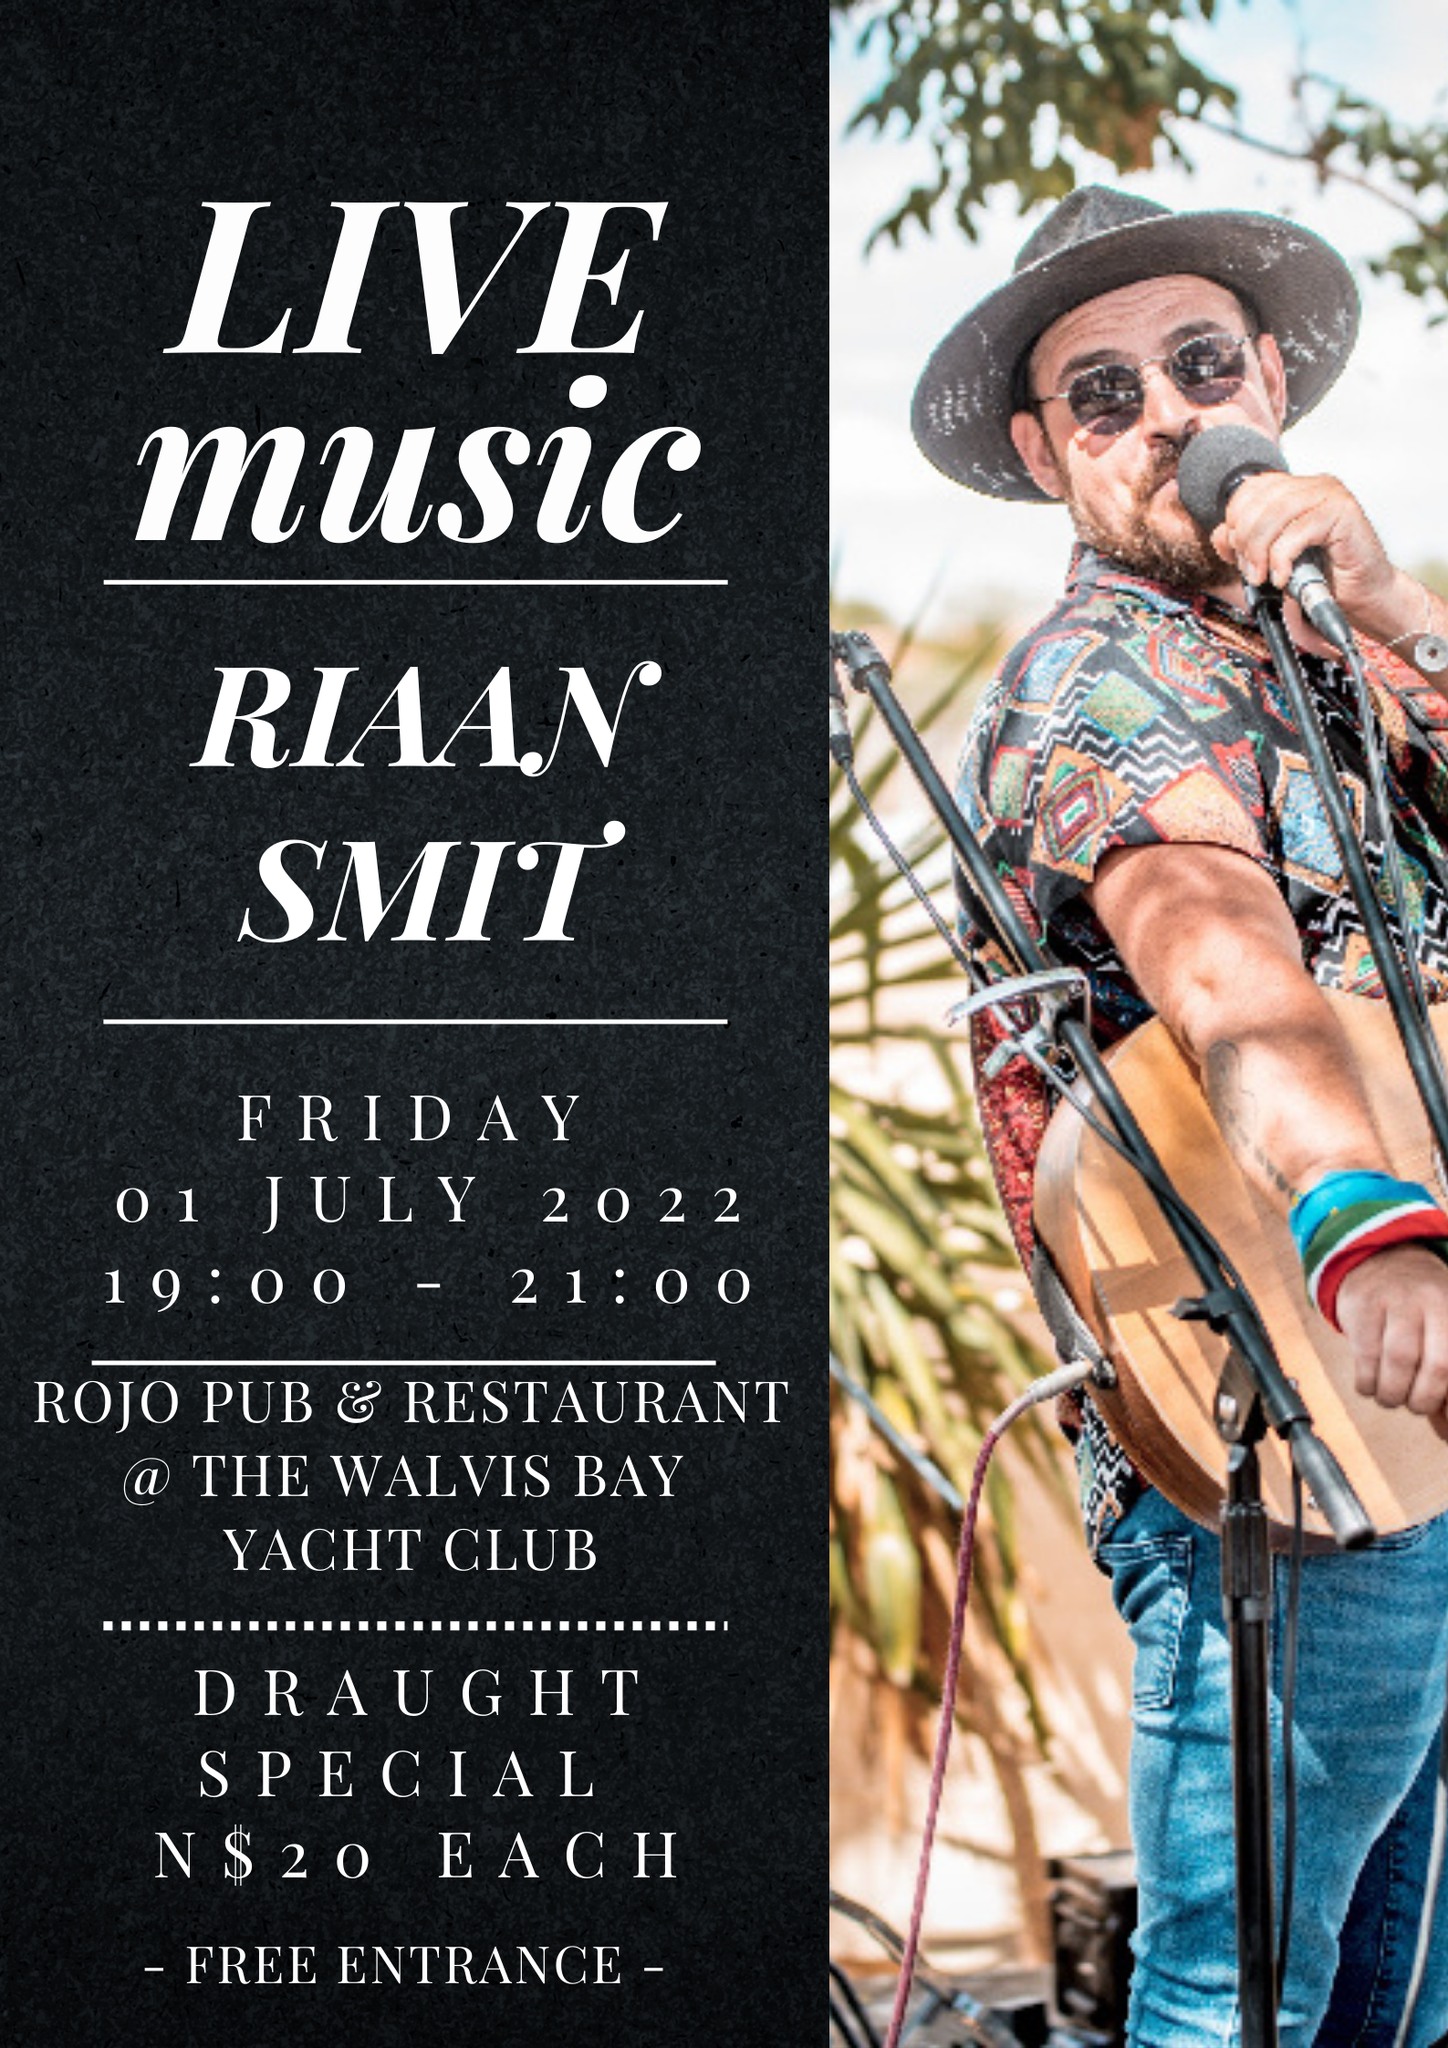 LIVE
music
RIAAN
SMIT
FRIDAY
01 JULY 2022
19:00 - 21:00
ROJO PUB & RESTAURANT
@ THE WALVIS BAY
YACHT CLUB
DRAUGHT
SPECIAL
N$20 EACH
- FREE ENTRANCE -